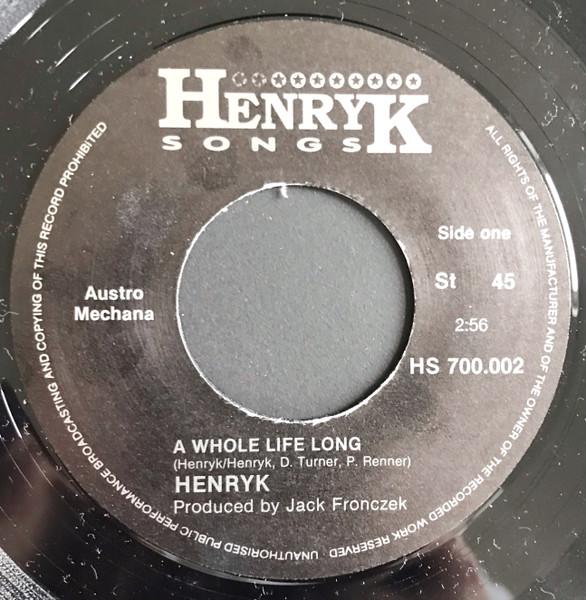 HENRYK
SONGS
ALL RIGHTS OF THE MANUFACTURER AND OF THE OWNER OF THE RECORDED WORK RESERVED · UNAUTHORISED PUBLIC PERFORMANCE BROADCASTING AND COPYING OF THIS RECORD PROHIBITED
Side one
St 45
Austro
Mechana
2:56
HS 700.002
A WHOLE LIFE LONG
(Henryk/Henryk, D. Turner, P. Renner)
HENRYK
Produced by Jack Fronczek